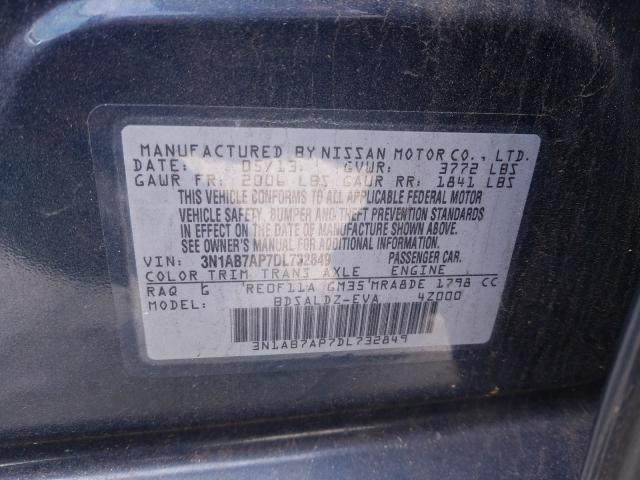 MANUFACTURED BY NISSAN MOTOR CO., LTD.
DATE: 05/13 GVWR: 3772 LBS
GAWR FR: 2006 LBS GAWR RR: 1841 LBS
THIS VEHICLE CONFORMS TO ALL APPLICABLE FEDERAL MOTOR
VEHICLE SAFETY, BUMPER AND THEFT PREVENTION STANDARDS
IN EFFECT ON THE DATE OF MANUFACTURE SHOWN ABOVE.
SEE OWNER'S MANUAL FOR FURTHER INFORMATION.
VIN: 3N1AB7AP7DL732849 PASSENGER CAR.
COLOR TRIM TRANS AXLE ENGINE
RAQ G RE0F11A GM35 MRA8DE 1798 CC
MODEL: BDSALDZ-EVA 4Z000
3N1AB7AP7DL732849